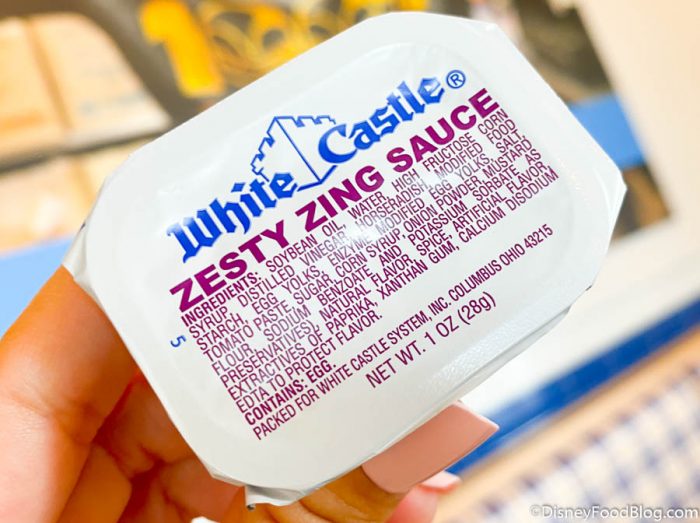 White Castle®
ZESTY ZING SAUCE
INGREDIENTS: SOYBEAN OIL, WATER, HIGH FRUCTOSE CORN
SYRUP, DISTILLED VINEGAR, HORSERADISH, MODIFIED FOOD
STARCH, EGG YOLKS, ENZYME MODIFIED EGG YOLKS, SALT,
TOMATO PASTE, SUGAR, CORN SYRUP, ONION POWDER, MUSTARD
FLOUR, SODIUM BENZOATE AND POTASSIUM SORBATE AS
PRESERVATIVES), NATURAL FLAVOR, SPICE, ARTIFICIAL FLAVOR,
EXTRACTIVES OF PAPRIKA, XANTHAN GUM, CALCIUM DISODIUM
EDTA TO PROTECT FLAVOR.
CONTAINS: EGG.
PACKED FOR WHITE CASTLE SYSTEM, INC. COLUMBUS OHIO 43215
NET WT. 1 OZ (28g)
5
©DisneyFoodBlog.com